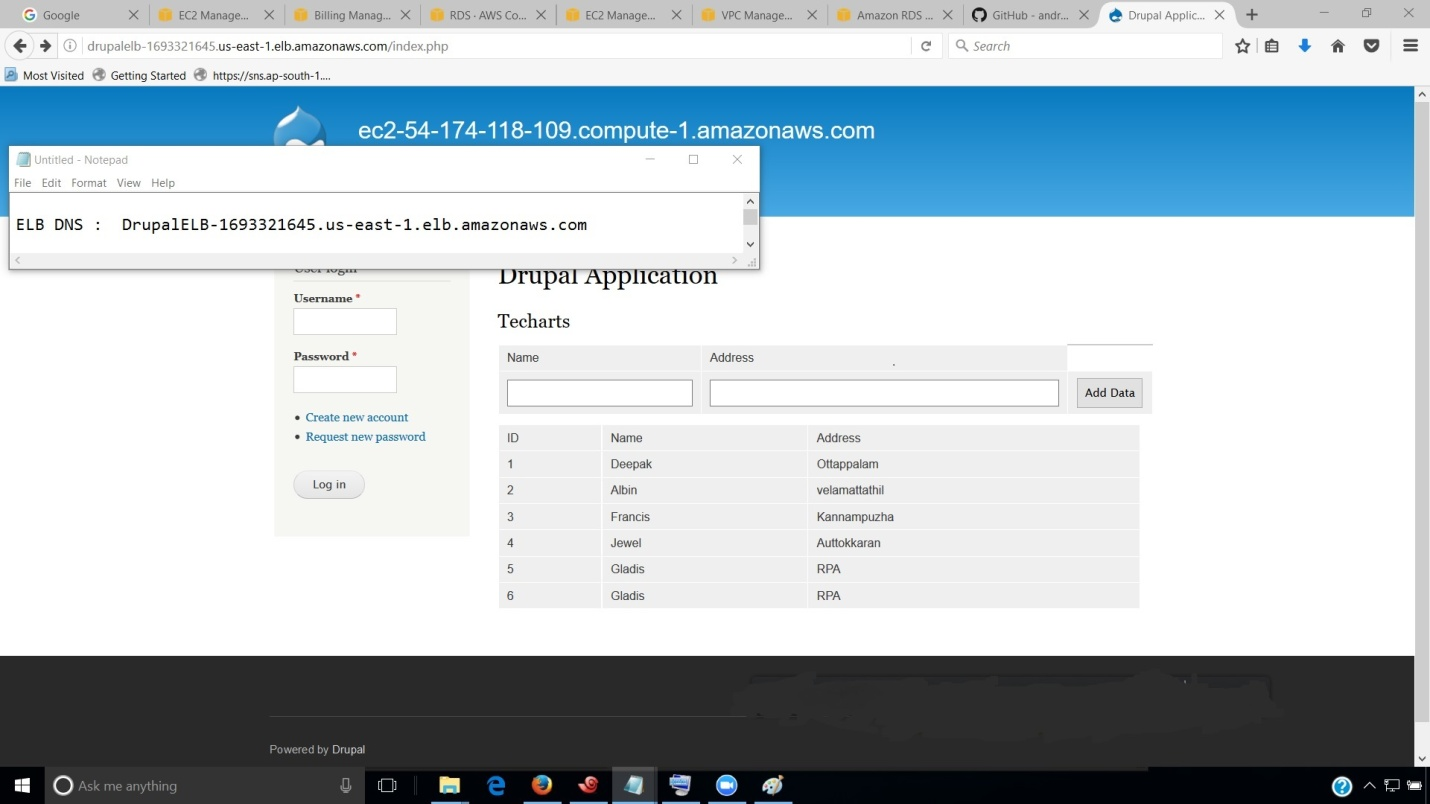 Google
EC2 Manage...
Billing Manag...
RDS · AWS Co...
EC2 Manage...
VPC Manage...
Amazon RDS ...
GitHub - andr...
Drupal Applic...
drupalelb-1693321645.us-east-1.elb.amazonaws.com/index.php
Search
Most Visited
Getting Started
https://sns.ap-south-1....
ec2-54-174-118-109.compute-1.amazonaws.com
Untitled - Notepad
File Edit Format View Help
ELB DNS : DrupalELB-1693321645.us-east-1.elb.amazonaws.com
User login
Drupal Application
Username *
Password *
Create new account
Request new password
Log in
Techarts
Name Address
Add Data
ID Name Address
1 Deepak Ottappalam
2 Albin velamattathil
3 Francis Kannampuzha
4 Jewel Auttokkaran
5 Gladis RPA
6 Gladis RPA
Powered by Drupal
Ask me anything